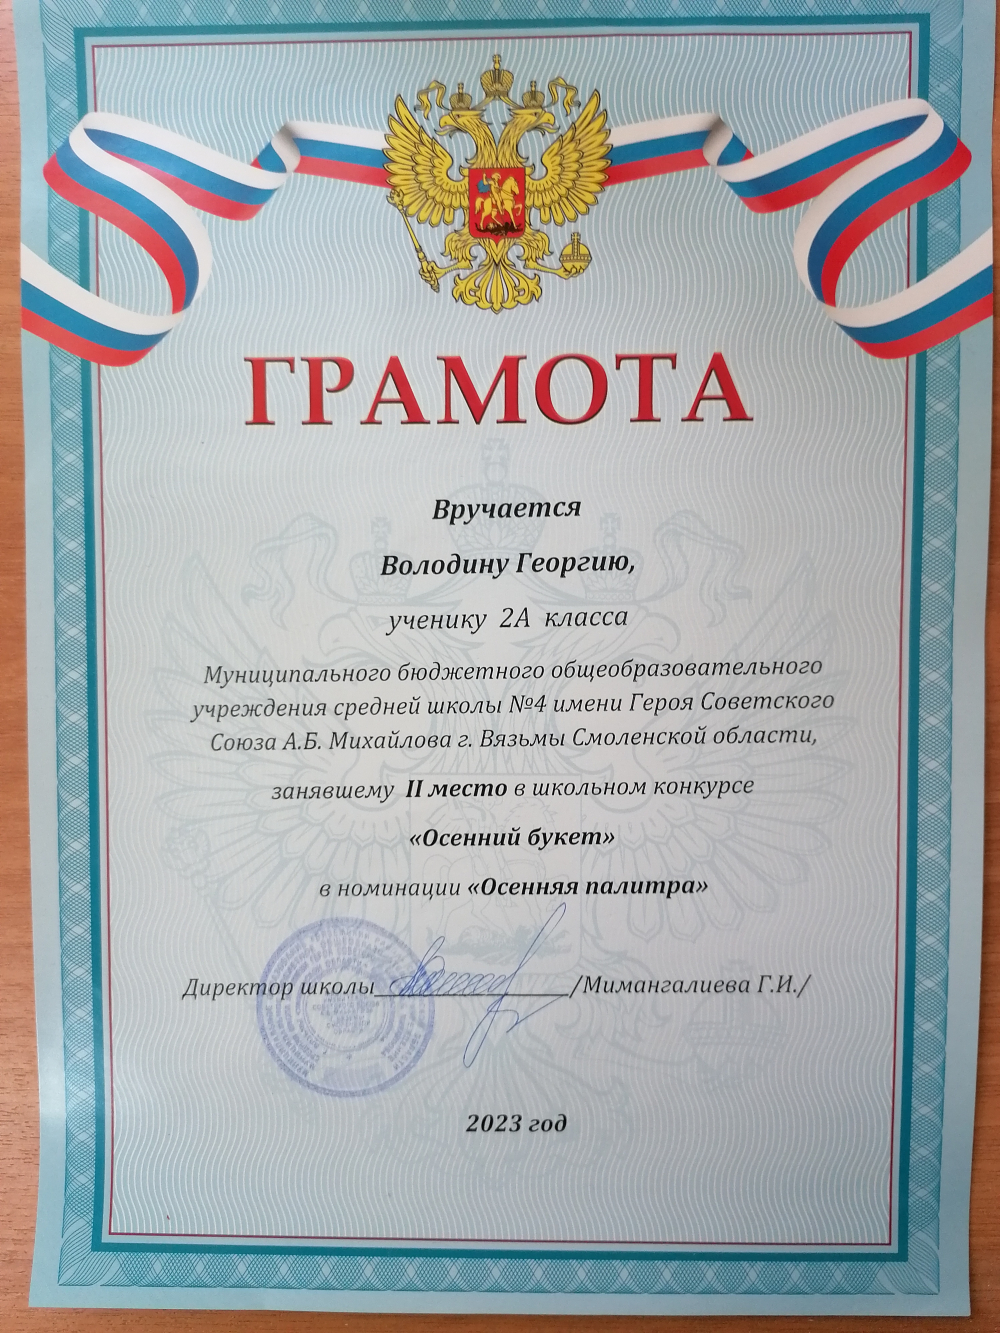 ГРАМОТА
Вручается
Володину Георгию,
ученику 2А класса
Муниципального бюджетного общеобразовательного
учреждения средней школы №4 имени Героя Советского
Союза А.Б. Михайлова г. Вязьмы Смоленской области,
занявшему II место в школьном конкурсе
«Осенний букет»
в номинации «Осенняя палитра»
Директор школы /Мимангалиева Г.И./
2023 год